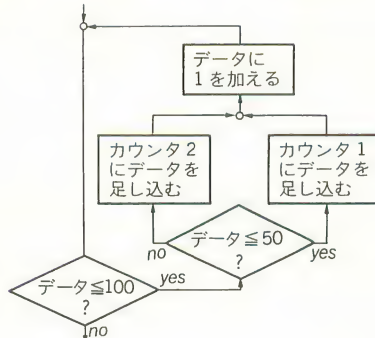 データに
1を加える
カウンタ2
にデータを
足し込む
カウンタ1
にデータを
足し込む
データ≦50
?
no
yes
データ≦100
?
yes
no